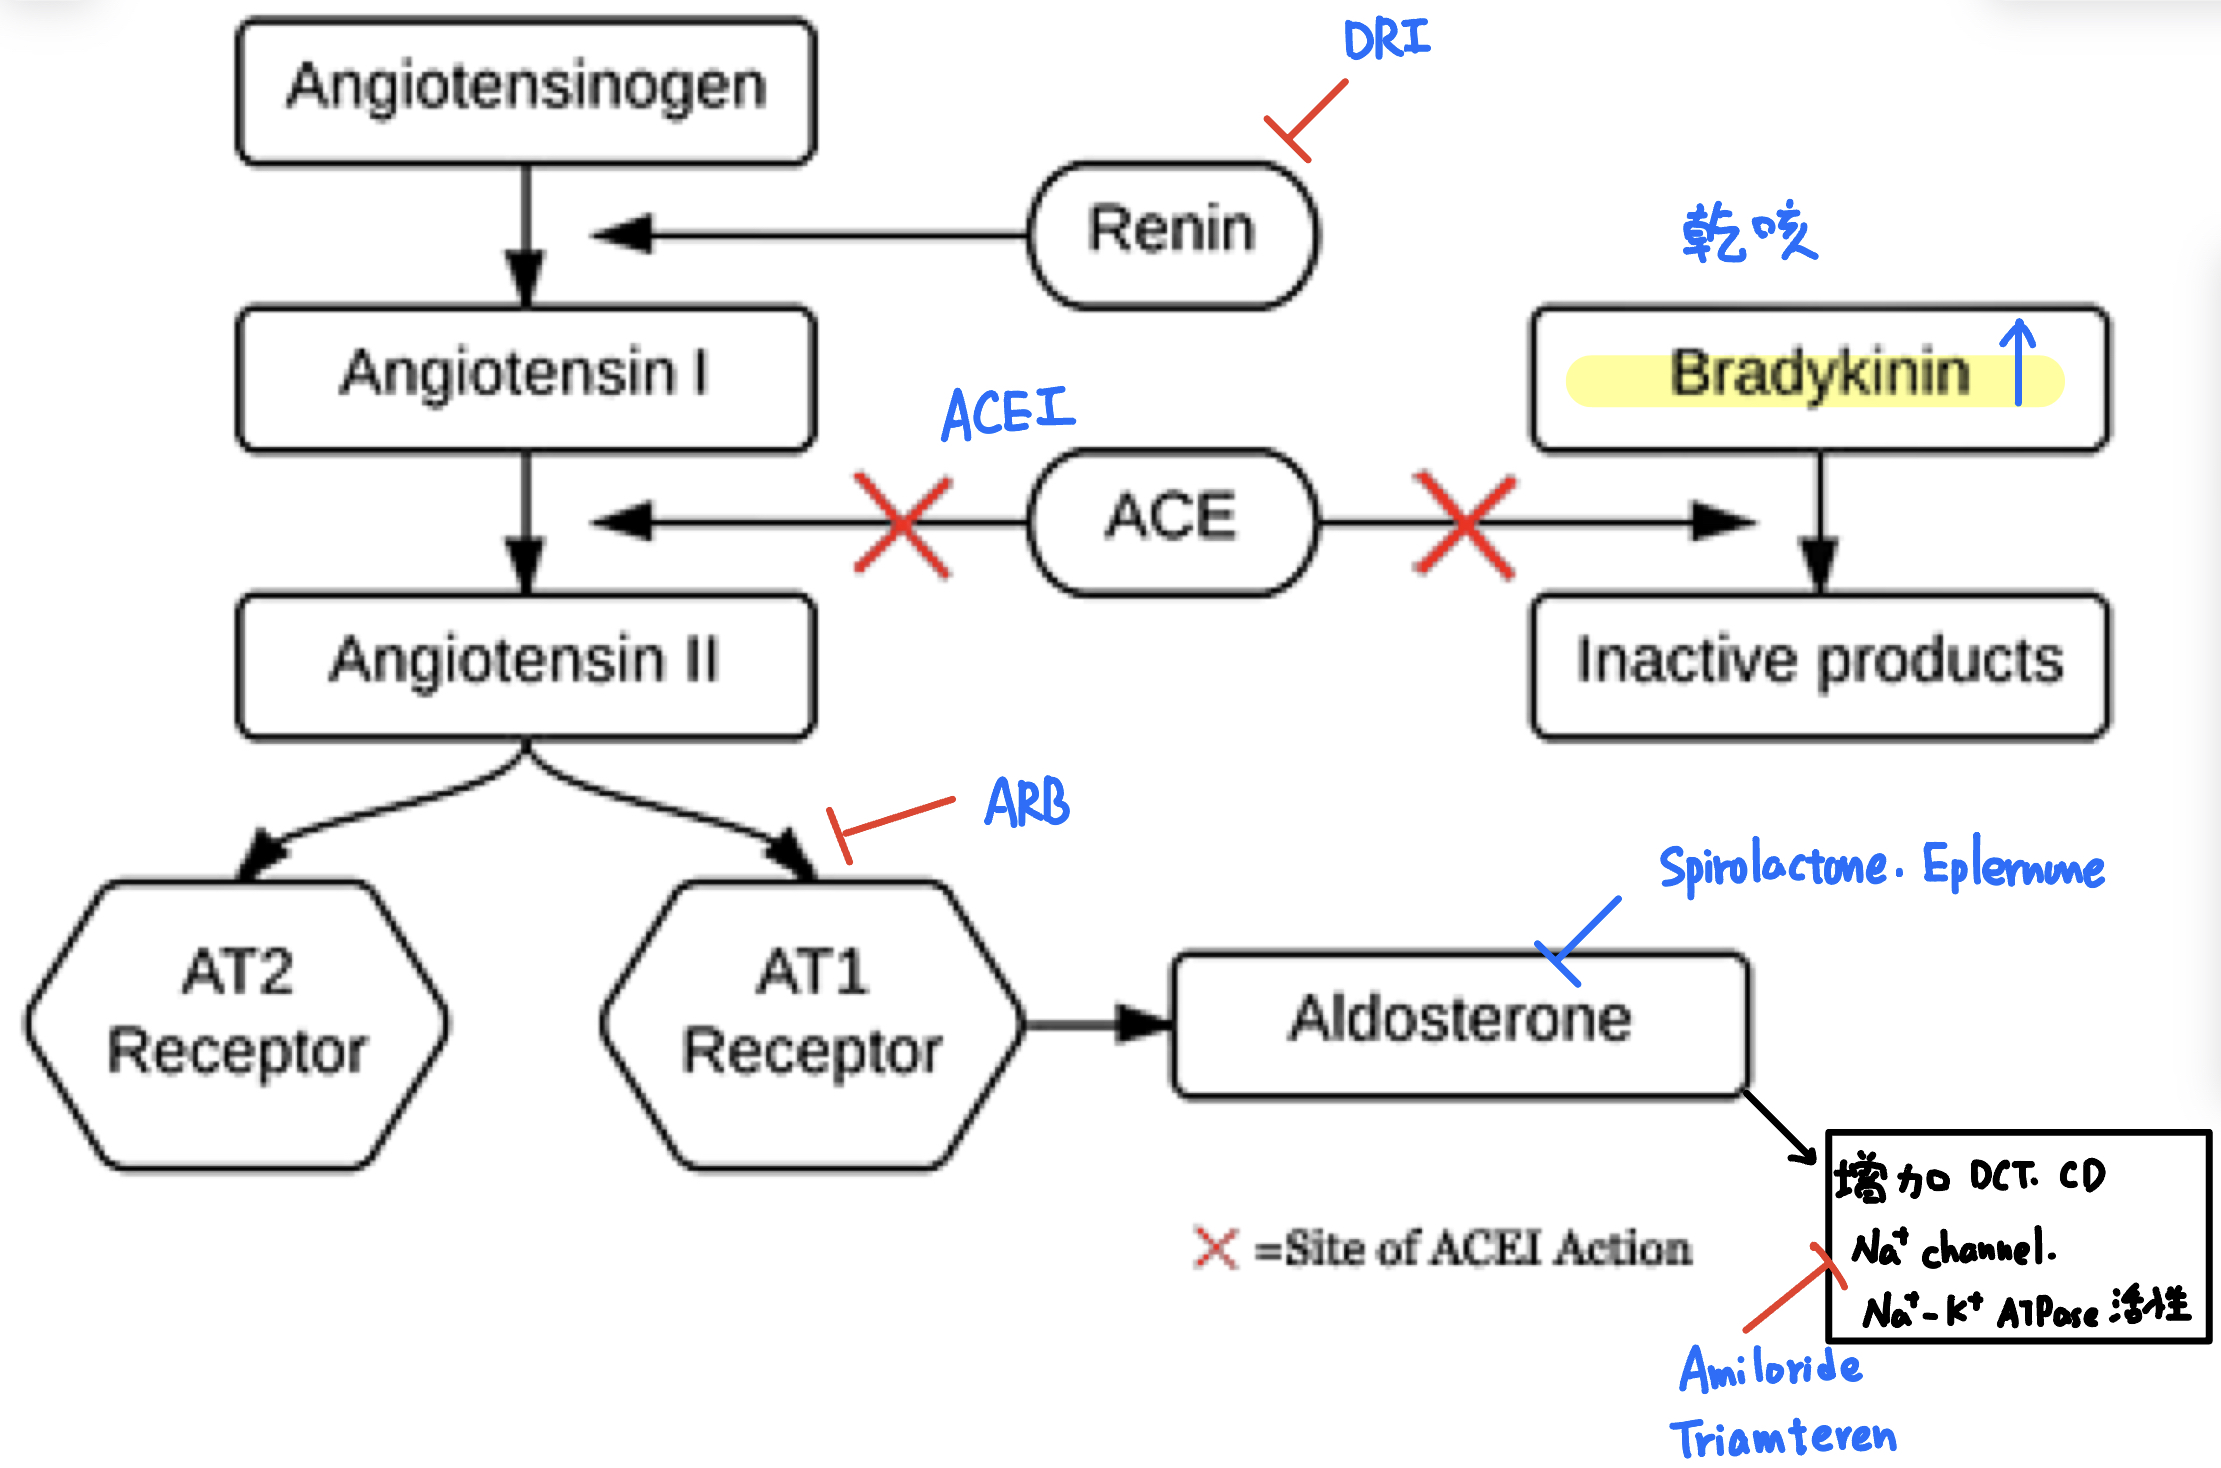 Angiotensinogen
DRI
Renin
乾咳
Angiotensin I
ACEI
Bradykinin ↑
ACE
Angiotensin II
Inactive products
ARB
Spirolactone. Eplernune
AT2
Receptor
AT1
Receptor
Aldosterone
增加 DCT. CD
Na⁺ channel.
Na⁺-K⁺ ATPase 活性
=Site of ACEI Action
Amiloride
Triamteren